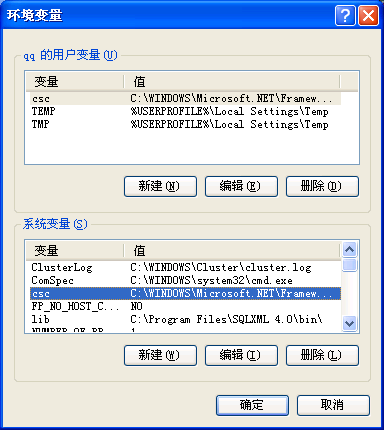 环境变量
qq 的用户变量(U)
变量 值
csc C:\WINDOWS\Microsoft.NET\Framew...
TEMP %USERPROFILE%\Local Settings\Temp
TMP %USERPROFILE%\Local Settings\Temp
新建(N) 编辑(E) 删除(D)
系统变量(S)
变量 值
ClusterLog C:\WINDOWS\Cluster\cluster.log
ComSpec C:\WINDOWS\system32\cmd.exe
csc C:\WINDOWS\Microsoft.NET\Framew...
FP_NO_HOST_C... NO
lib C:\Program Files\SQLXML 4.0\bin\
NUMBER_OF_PR... 1
新建(W) 编辑(I) 删除(L)
确定 取消